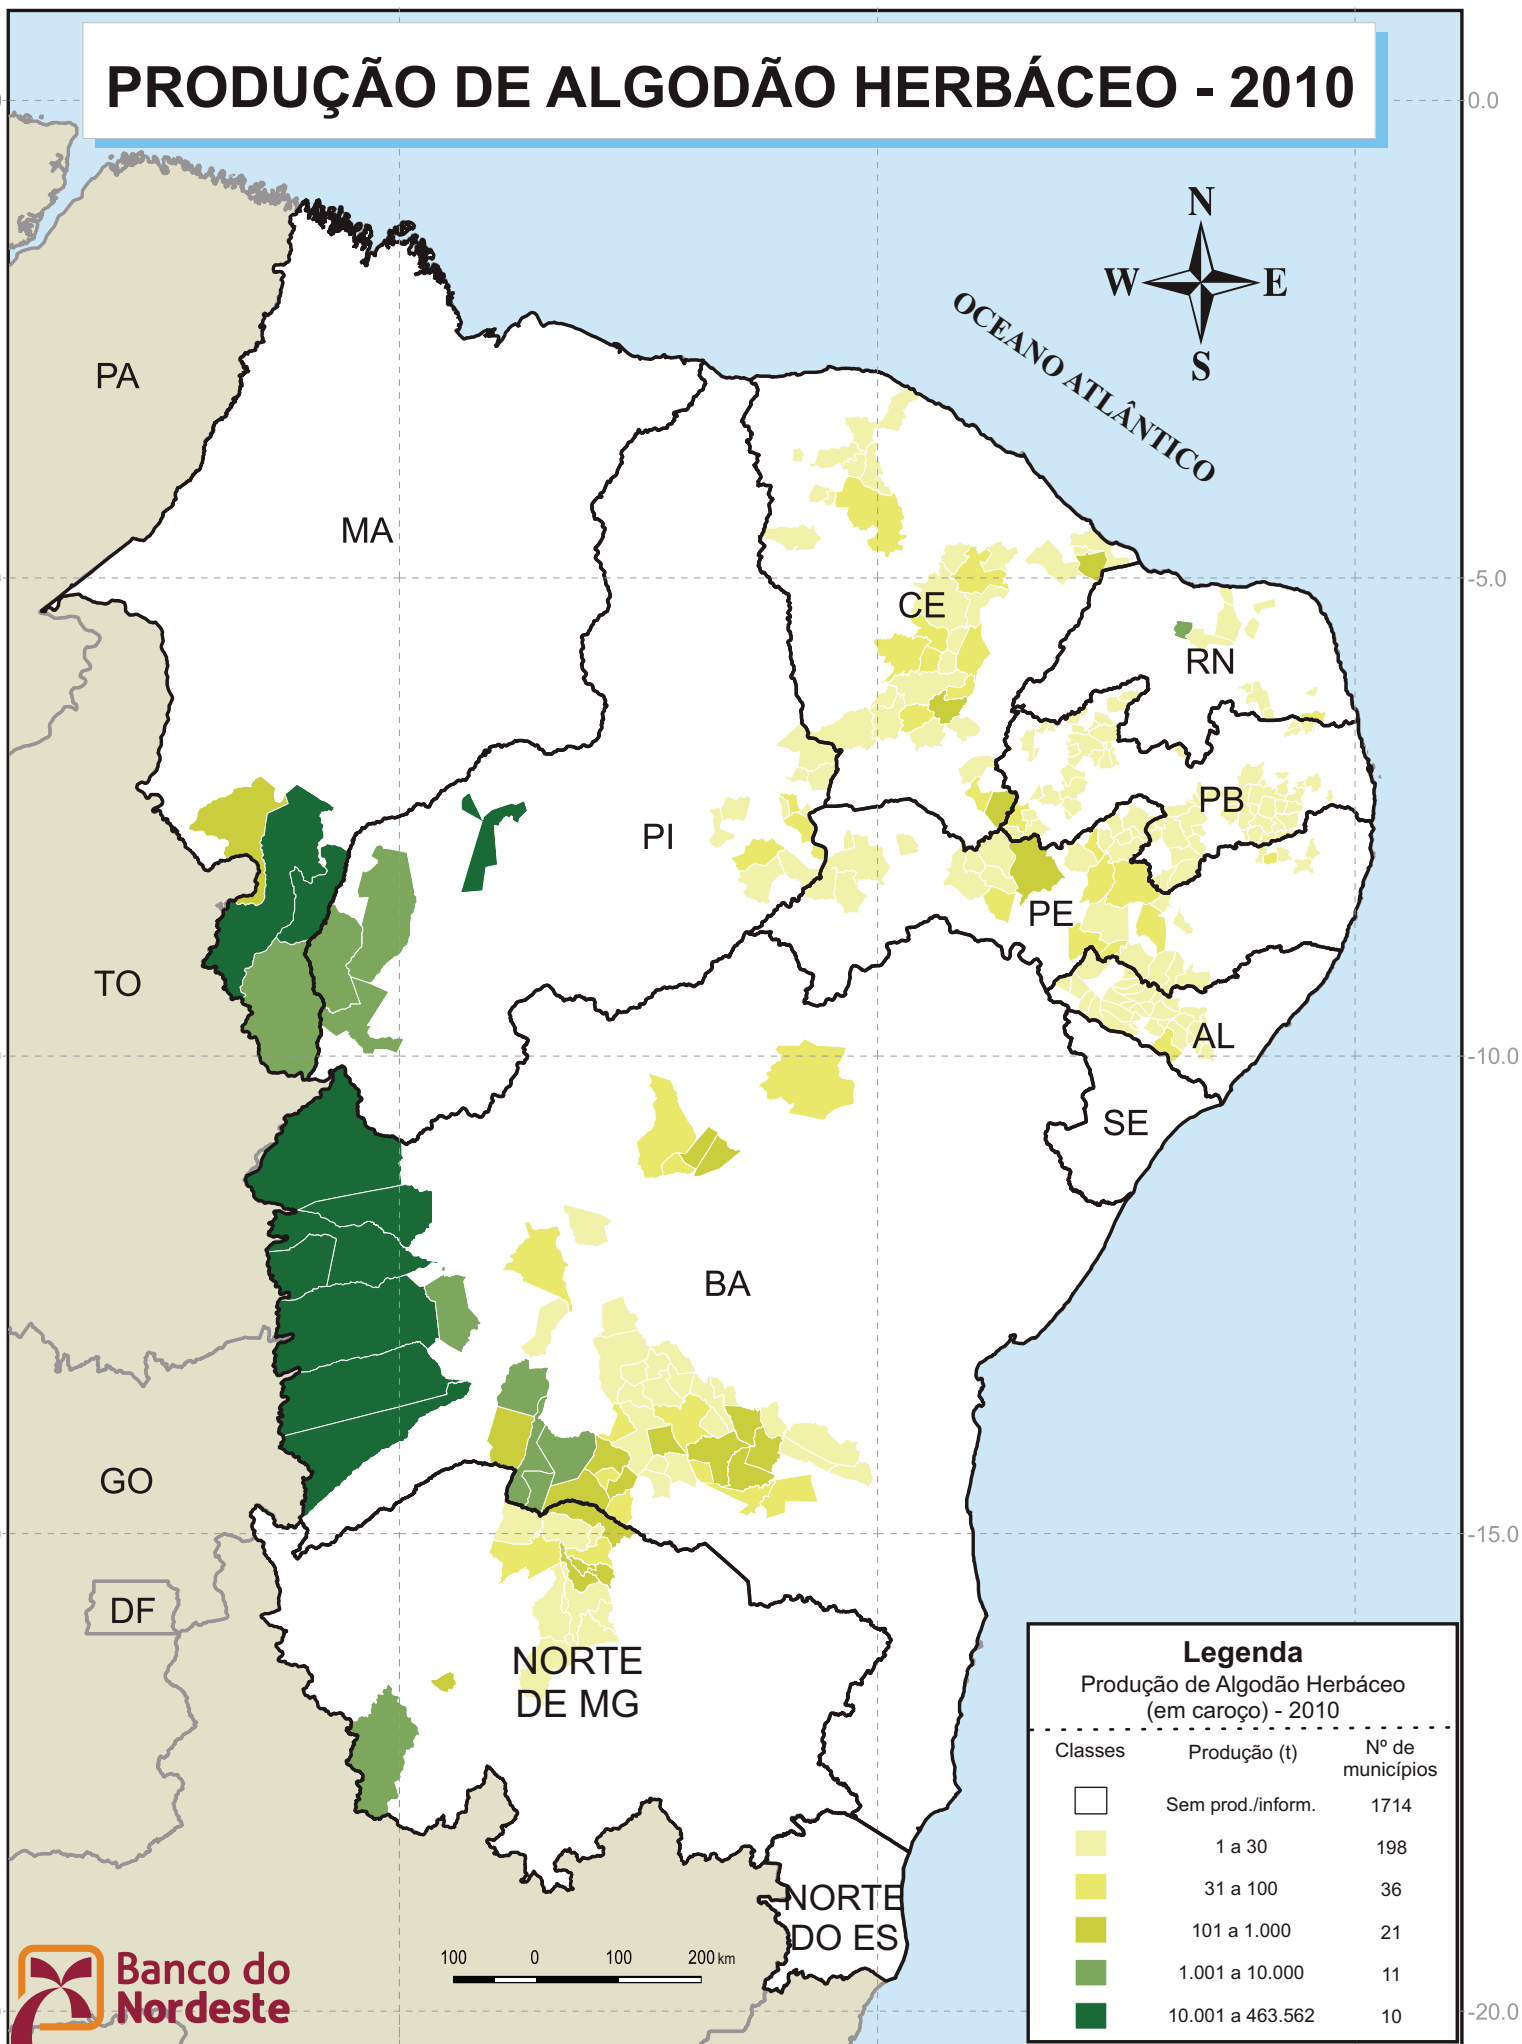 PRODUÇÃO DE ALGODÃO HERBÁCEO - 2010
0.0
N
W
E
S
OCEANO ATLÂNTICO
PA
MA
CE
-5.0
RN
PB
PI
PE
TO
AL
-10.0
SE
BA
GO
-15.0
DF
NORTE
DE MG
NORTE
DO ES
Legenda
Produção de Algodão Herbáceo
(em caroço) - 2010
Classes
Produção (t)
Nº de
municípios
Sem prod./inform. 1714
1 a 30 198
31 a 100 36
101 a 1.000 21
1.001 a 10.000 11
10.001 a 463.562 10
-20.0
100 0 100 200 km
Banco do
Nordeste